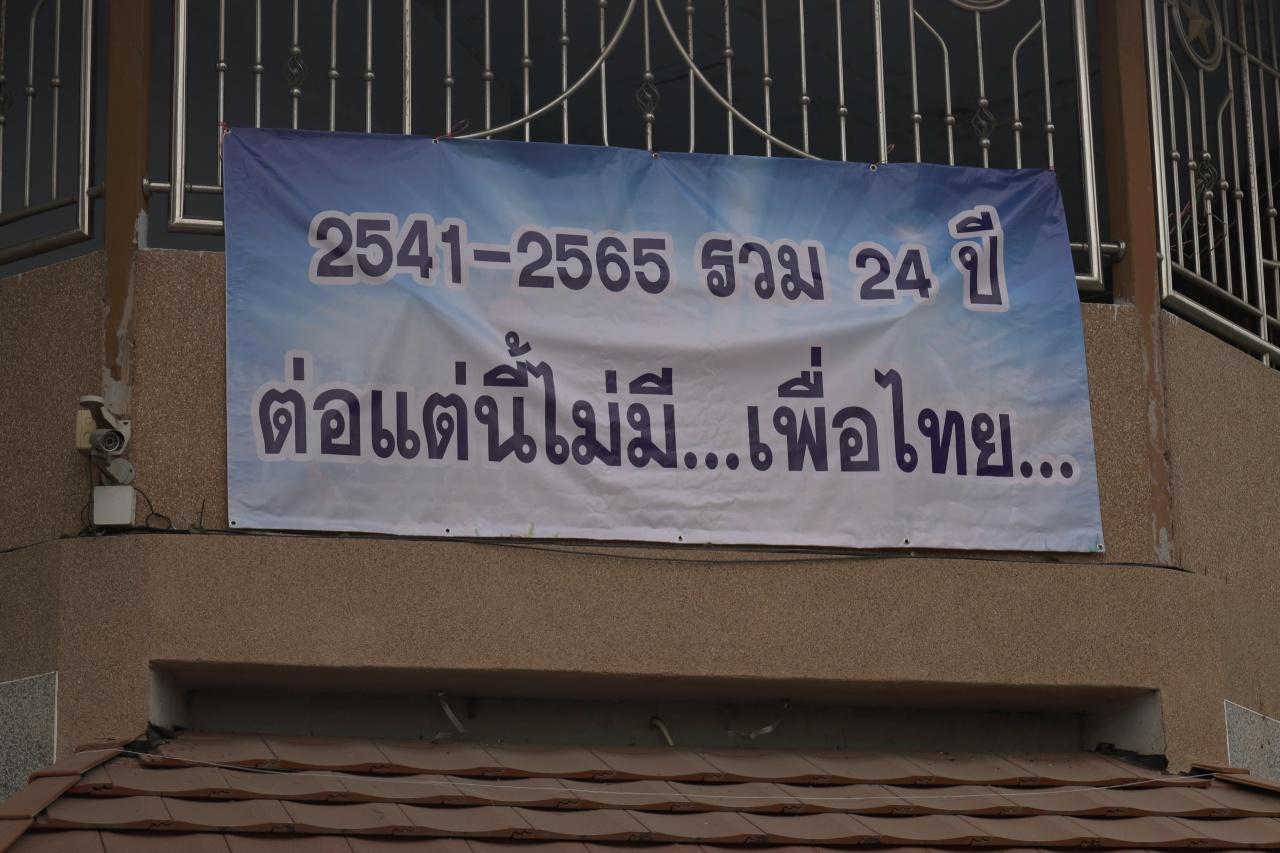 2541-2565 รวม 24 ปี
ต่อแต่นี้ไม่มี...เพื่อไทย...